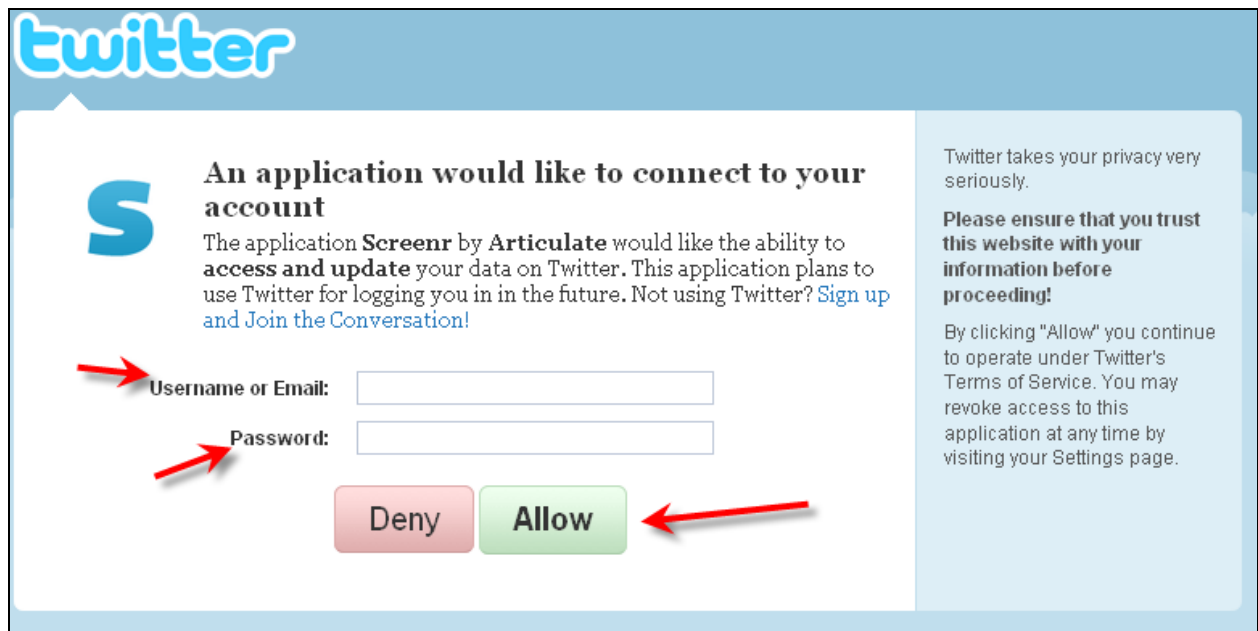 twitter
An application would like to connect to your
account
The application Screenr by Articulate would like the ability to
access and update your data on Twitter. This application plans to
use Twitter for logging you in in the future. Not using Twitter? Sign up
and Join the Conversation!
Username or Email:
Password:
Deny
Allow
Twitter takes your privacy very
seriously.
Please ensure that you trust
this website with your
information before
proceeding!
By clicking "Allow" you continue
to operate under Twitter's
Terms of Service. You may
revoke access to this
application at any time by
visiting your Settings page.